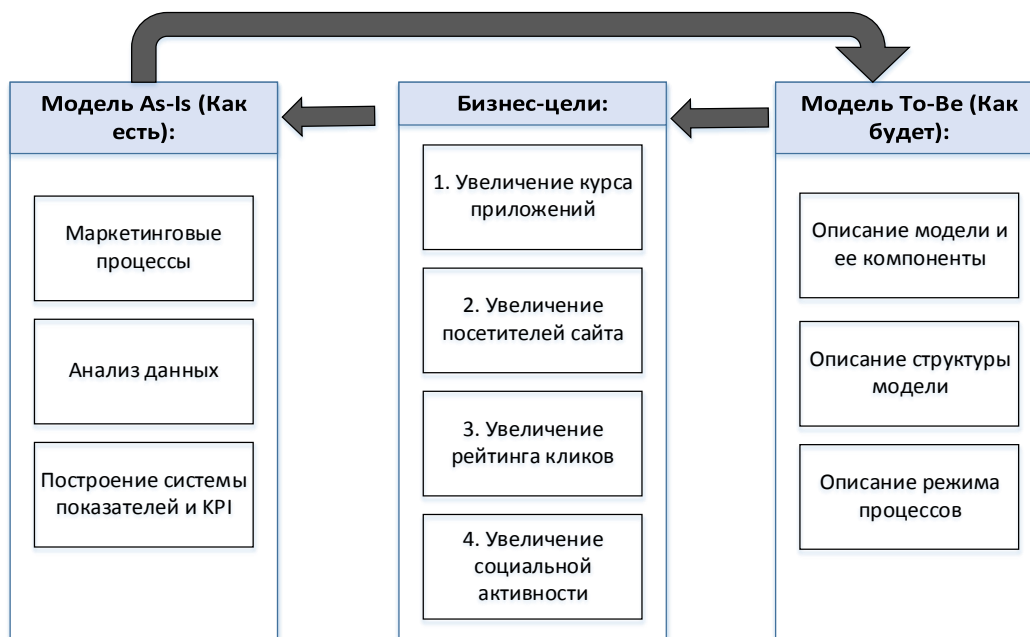 Модель As-Is (Как
есть):
Маркетинговые
процессы
Анализ данных
Построение системы
показателей и KPI
Бизнес-цели:
1. Увеличение курса
приложений
2. Увеличение
посетителей сайта
3. Увеличение
рейтинга кликов
4. Увеличение
социальной
активности
Модель To-Be (Как
будет):
Описание модели и
ее компоненты
Описание структуры
модели
Описание режима
процессов